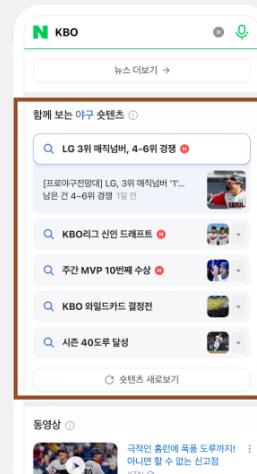 N KBO
뉴스 더보기 →
함께 보는 야구 숏텐츠
LG 3위 매직넘버, 4-6위 경쟁 N
[프로야구전망대] LG, 3위 매직넘버 '1'...
남은 건 4~6위 경쟁 1일 전
KBO리그 신인 드래프트 N
주간 MVP 10번째 수상 N
KBO 와일드카드 결정전
시즌 40도루 달성
숏텐츠 새로보기
동영상
극적인 홈런에 폭풍 도루까지!
아니면 할 수 없는 신고점
YTN